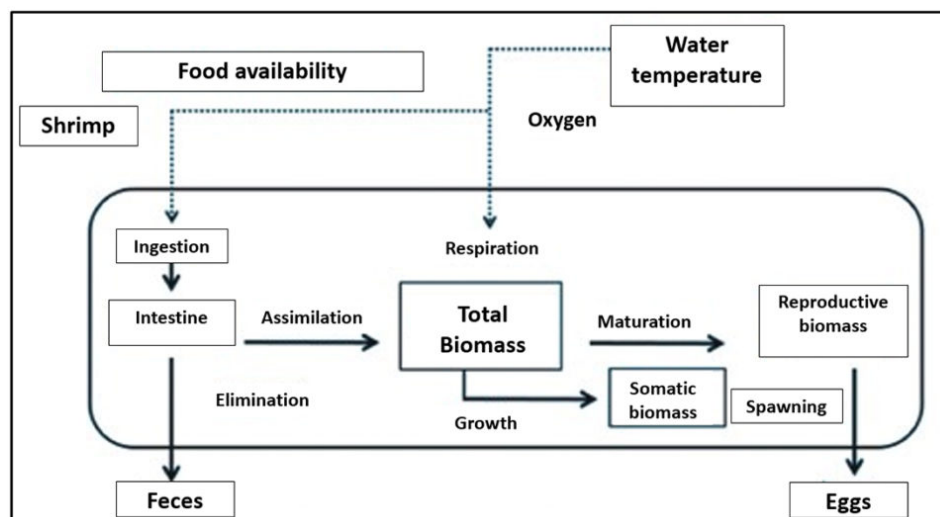 Water
temperature
Food availability
Shrimp
Oxygen
Ingestion
Respiration
Intestine
Assimilation
Total
Biomass
Maturation
Reproductive
biomass
Elimination
Growth
Somatic
biomass
Spawning
Feces
Eggs